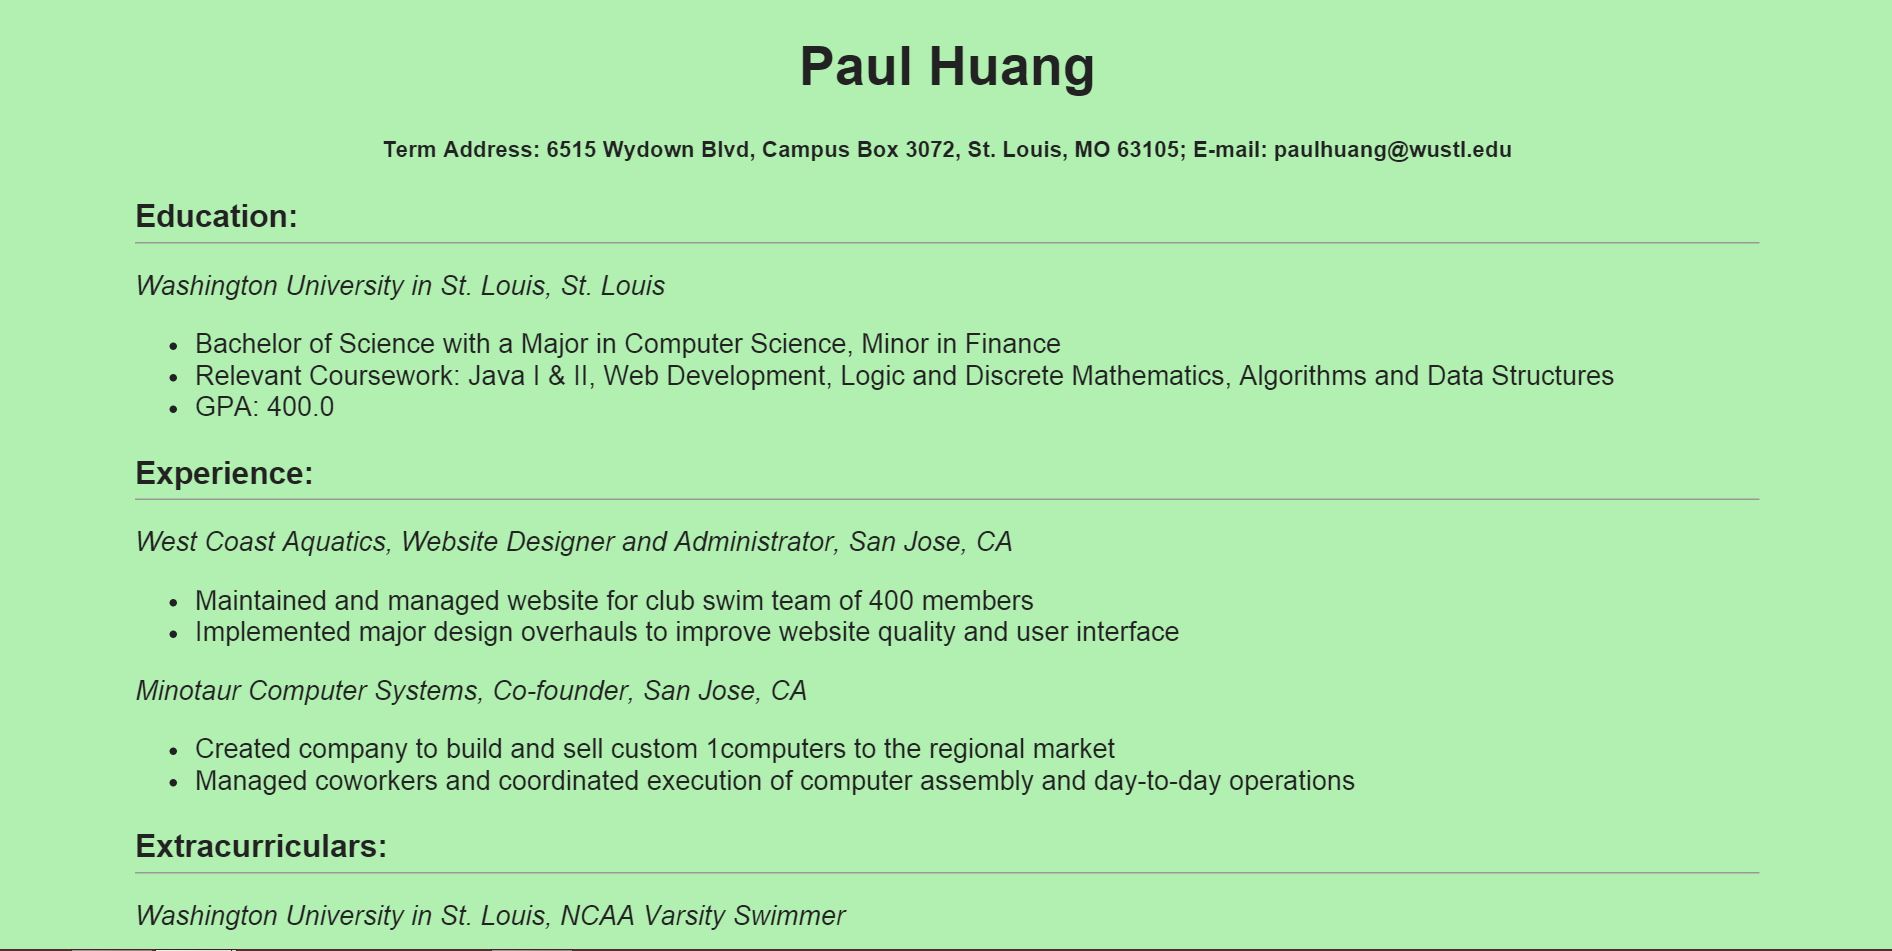 Paul Huang
Term Address: 6515 Wydown Blvd, Campus Box 3072, St. Louis, MO 63105; E-mail: paulhuang@wustl.edu
Education:
Washington University in St. Louis, St. Louis
• Bachelor of Science with a Major in Computer Science, Minor in Finance
• Relevant Coursework: Java I & II, Web Development, Logic and Discrete Mathematics, Algorithms and Data Structures
• GPA: 400.0
Experience:
West Coast Aquatics, Website Designer and Administrator, San Jose, CA
• Maintained and managed website for club swim team of 400 members
• Implemented major design overhauls to improve website quality and user interface
Minotaur Computer Systems, Co-founder, San Jose, CA
• Created company to build and sell custom 1computers to the regional market
• Managed coworkers and coordinated execution of computer assembly and day-to-day operations
Extracurriculars:
Washington University in St. Louis, NCAA Varsity Swimmer